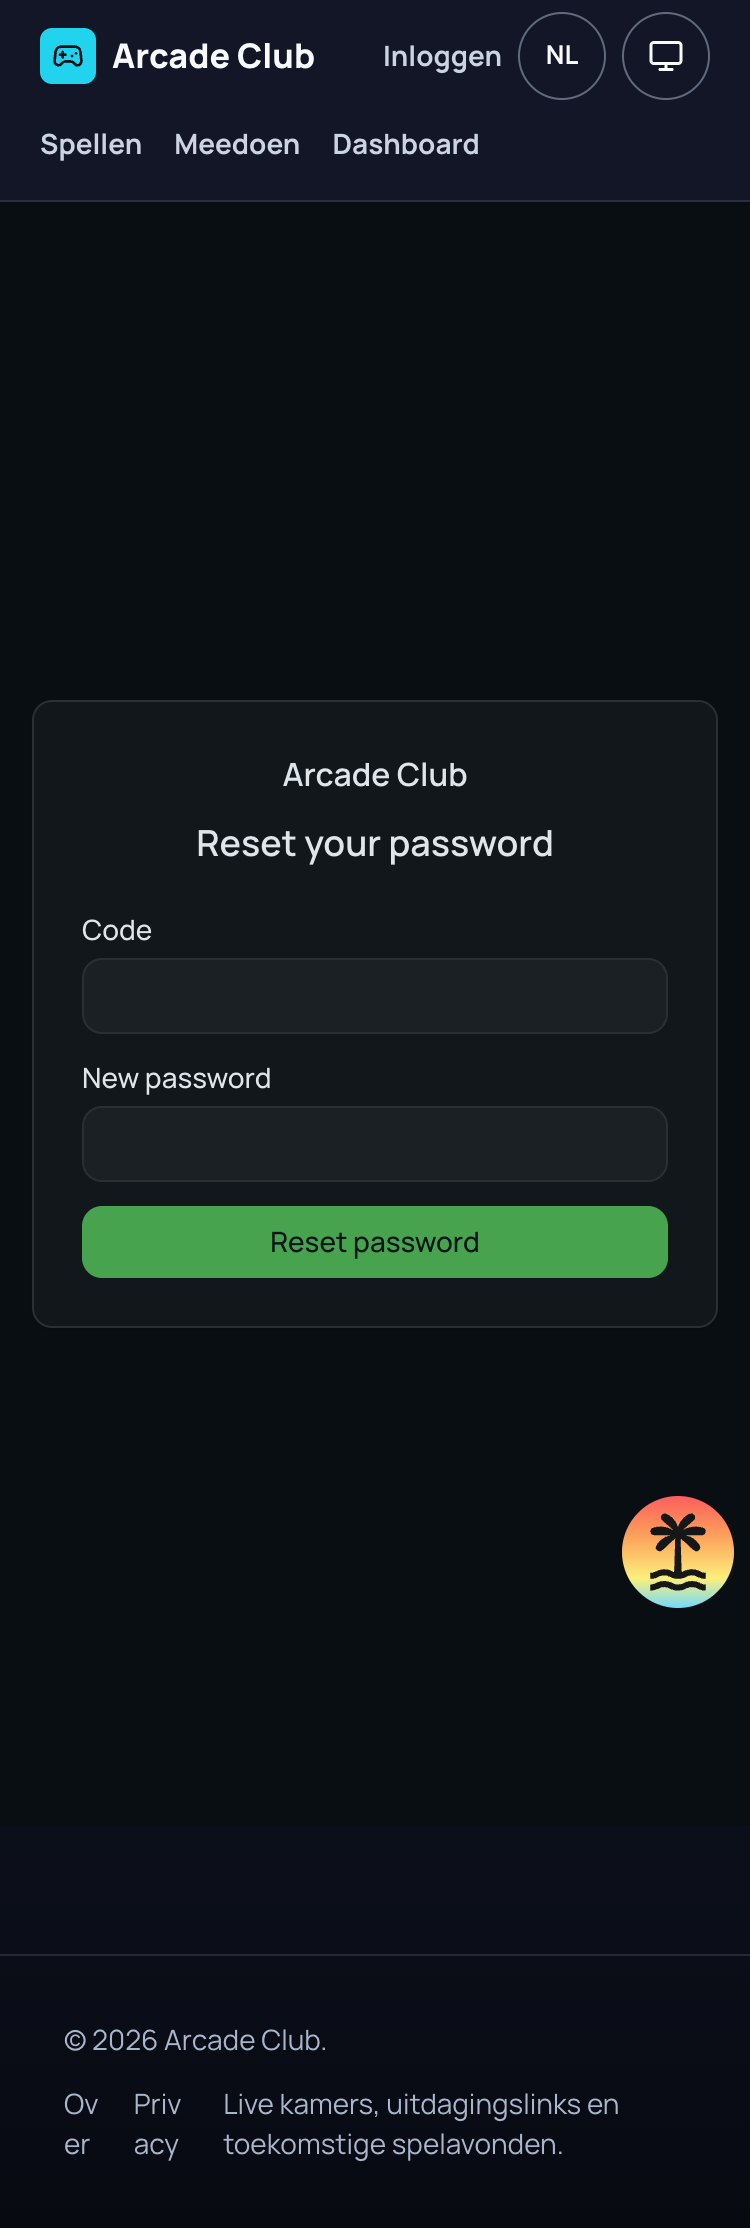 Arcade Club
Inloggen
NL
Spellen Meedoen Dashboard
Arcade Club
Reset your password
Code
New password
Reset password
© 2026 Arcade Club.
Ov
er
Priv
acy
Live kamers, uitdagingslinks en
toekomstige spelavonden.